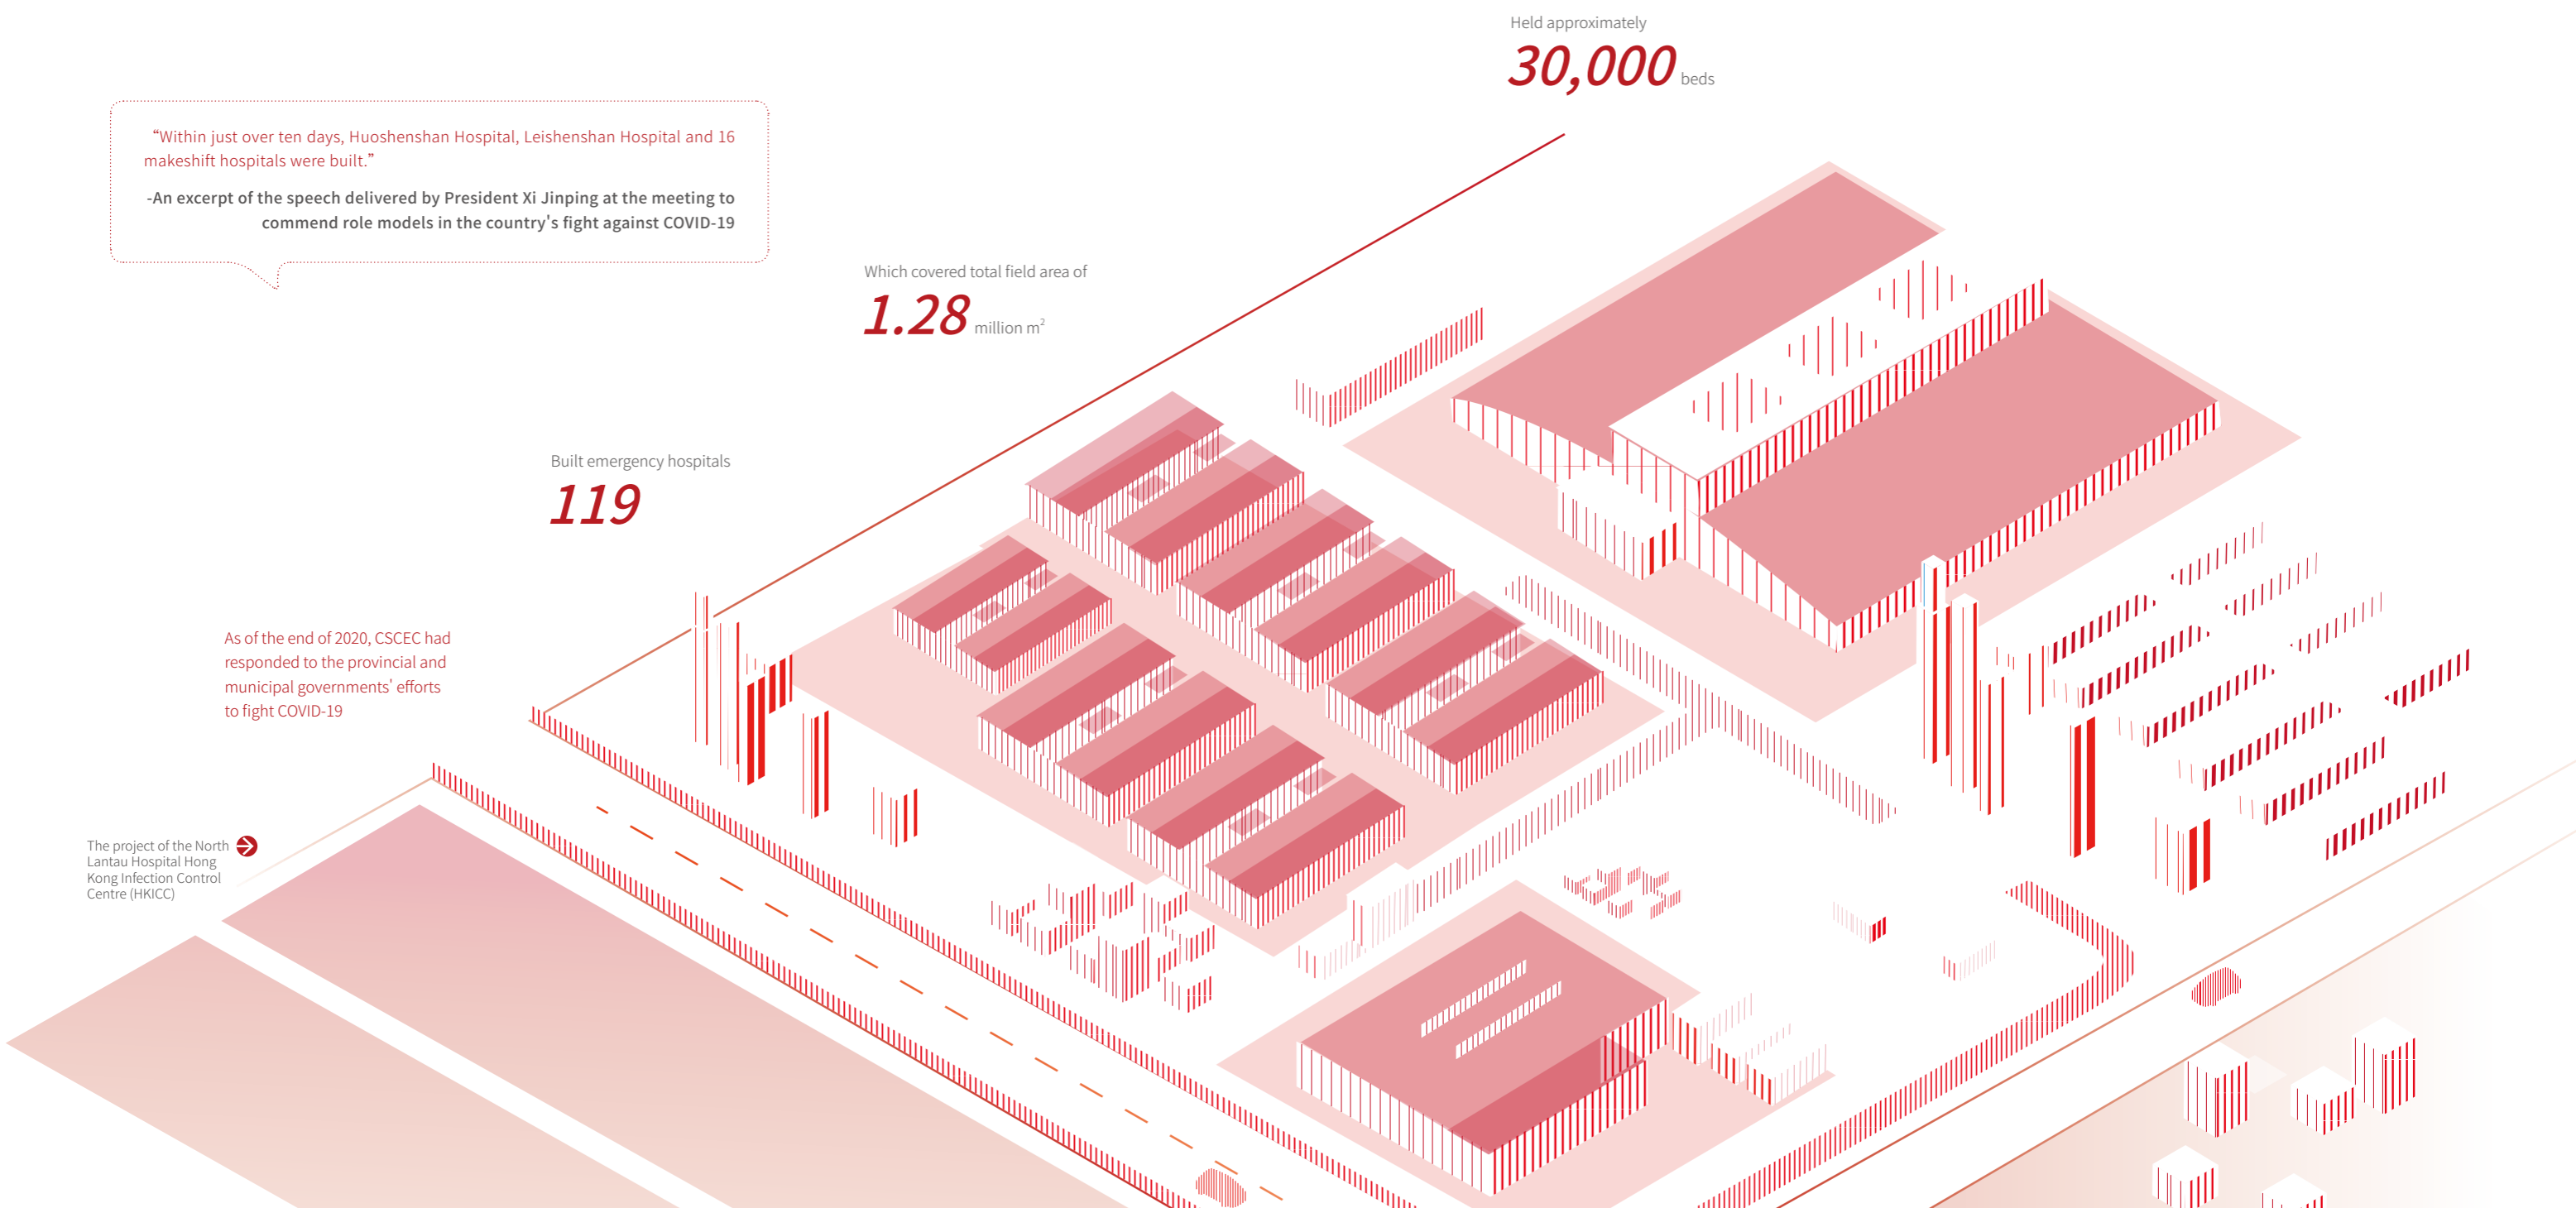 Held approximately
30,000 beds
“Within just over ten days, Huoshenshan Hospital, Leishenshan Hospital and 16
makeshift hospitals were built.”
-An excerpt of the speech delivered by President Xi Jinping at the meeting to
commend role models in the country's fight against COVID-19
Which covered total field area of
1.28 million m²
Built emergency hospitals
119
As of the end of 2020, CSCEC had
responded to the provincial and
municipal governments' efforts
to fight COVID-19
The project of the North
Lantau Hospital Hong
Kong Infection Control
Centre (HKICC)